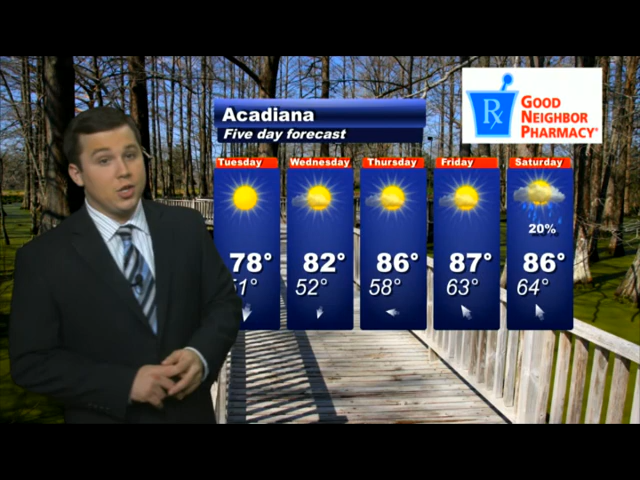 Acadiana
Five day forecast
Rx GOOD
NEIGHBOR
PHARMACY®
Tuesday Wednesday Thursday Friday Saturday
20%
78° 82° 86° 87° 86°
52° 58° 63° 64°